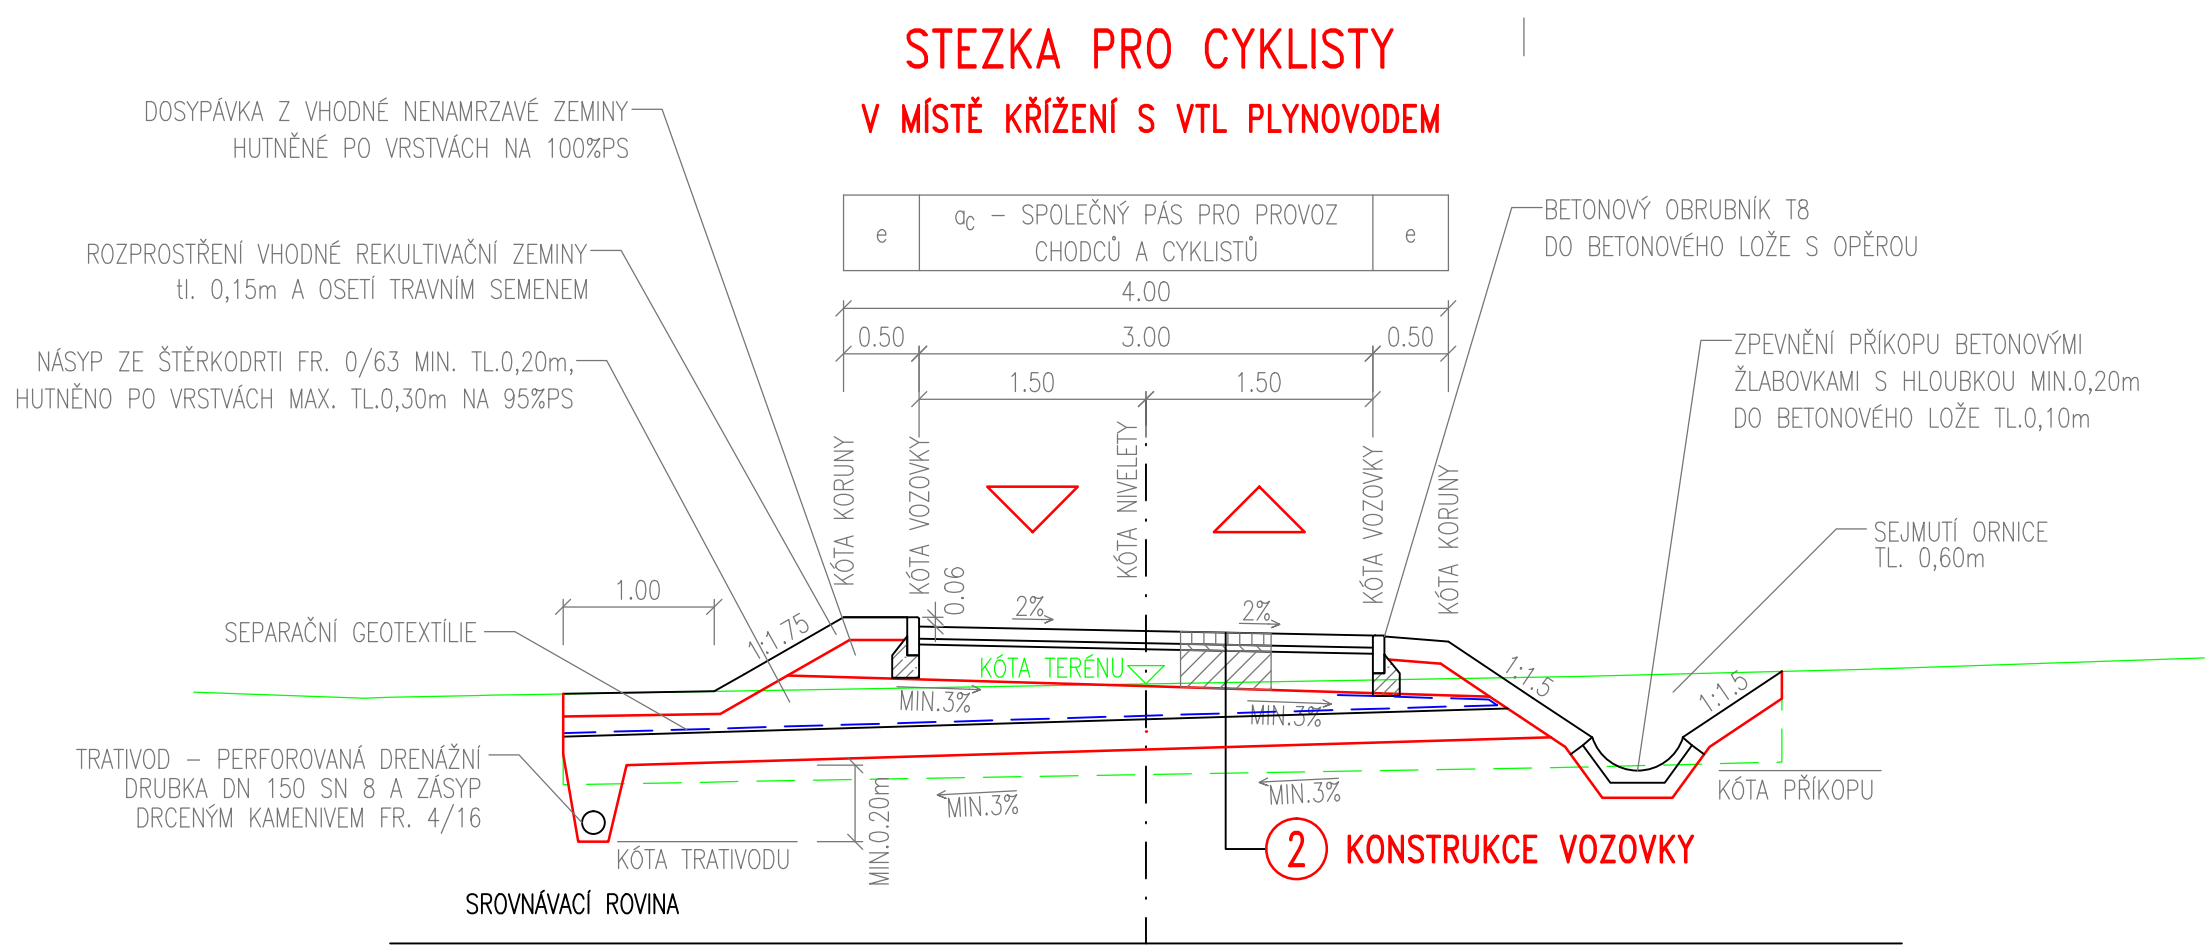 STEZKA PRO CYKLISTY
V MÍSTĚ KŘÍŽENÍ S VTL PLYNOVODEM
DOSYPÁVKA Z VHODNÉ NENAMRZAVÉ ZEMINY
HUTNĚNÉ PO VRSTVÁCH NA 100%PS
ROZPROSTŘENÍ VHODNÉ REKULTIVAČNÍ ZEMINY
tl. 0,15m A OSETÍ TRAVNÍM SEMENEM
NÁSYP ZE ŠTĚRKODRTI FR. 0/63 MIN. TL.0,20m,
HUTNĚNO PO VRSTVÁCH MAX. TL.0,30m NA 95%PS
e
aC – SPOLEČNÝ PÁS PRO PROVOZ
CHODCŮ A CYKLISTŮ
e
4.00
0.50
3.00
0.50
1.50
1.50
BETONOVÝ OBRUBNÍK T8
DO BETONOVÉHO LOŽE S OPĚROU
ZPEVNĚNÍ PŘÍKOPU BETONOVÝMI
ŽLABOVKAMI S HLOUBKOU MIN.0,20m
DO BETONOVÉHO LOŽE TL.0,10m
SEJMUTÍ ORNICE
TL. 0,60m
KÓTA KORUNY
KÓTA VOZOVKY
KÓTA NIVELETY
KÓTA VOZOVKY
KÓTA KORUNY
0.06
1.00
1:1.75
2%
2%
SEPARAČNÍ GEOTEXTÍLIE
KÓTA TERÉNU
MIN.3%
MIN.3%
1:1.5
1:1.5
TRATIVOD – PERFOROVANÁ DRENÁŽNÍ
DRUBKA DN 150 SN 8 A ZÁSYP
DRCENÝM KAMENIVEM FR. 4/16
MIN.3%
MIN.3%
KÓTA PŘÍKOPU
MIN.0.20m
KÓTA TRATIVODU
2 KONSTRUKCE VOZOVKY
SROVNÁVACÍ ROVINA